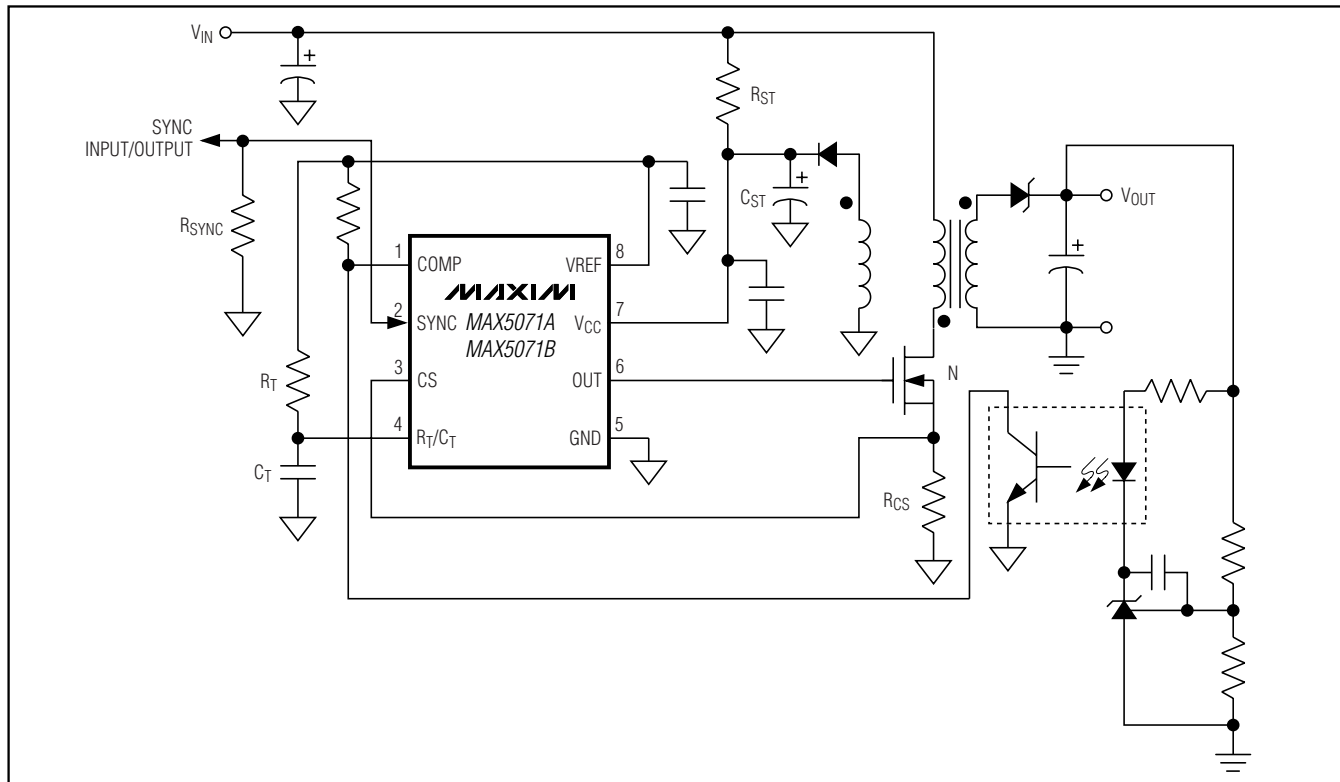 VIN
RST
SYNC
INPUT/OUTPUT
CST
VOUT
RSYNC
1 COMP VREF 8
MAXIM
2 SYNC MAX5071A VCC 7
MAX5071B
3 CS OUT 6
N
RT
4 RT/CT GND 5
CT
RCS
+
+
+